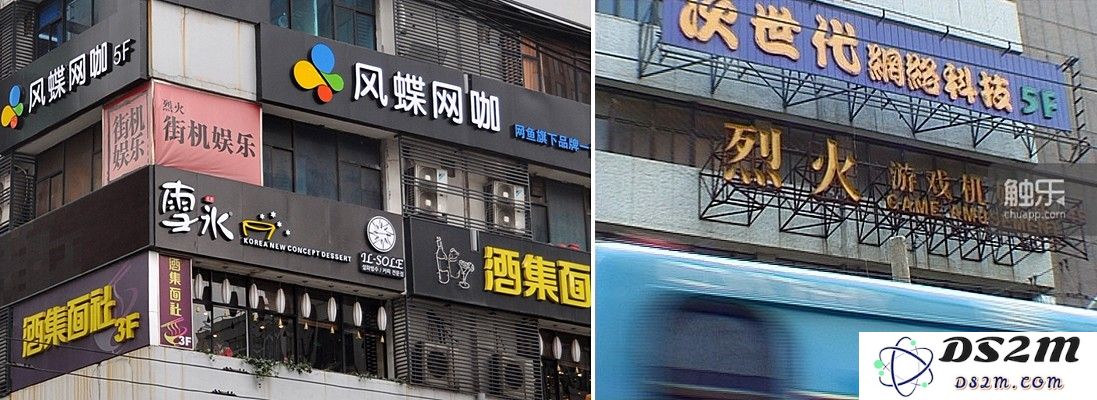 风蝶网咖 5F
风蝶网咖
网鱼旗下品牌一
街机
娱乐
烈火
街机娱乐
雪冰
KOREA NEW CONCEPT DESSERT
IL-SOLE
酒集面
酒集面社 3F
酒集面社
3F
次世代網絡科技 5F
烈火 游戏机
GAME AMU
触乐
chuapp.com
DS2M
DS2M.COM